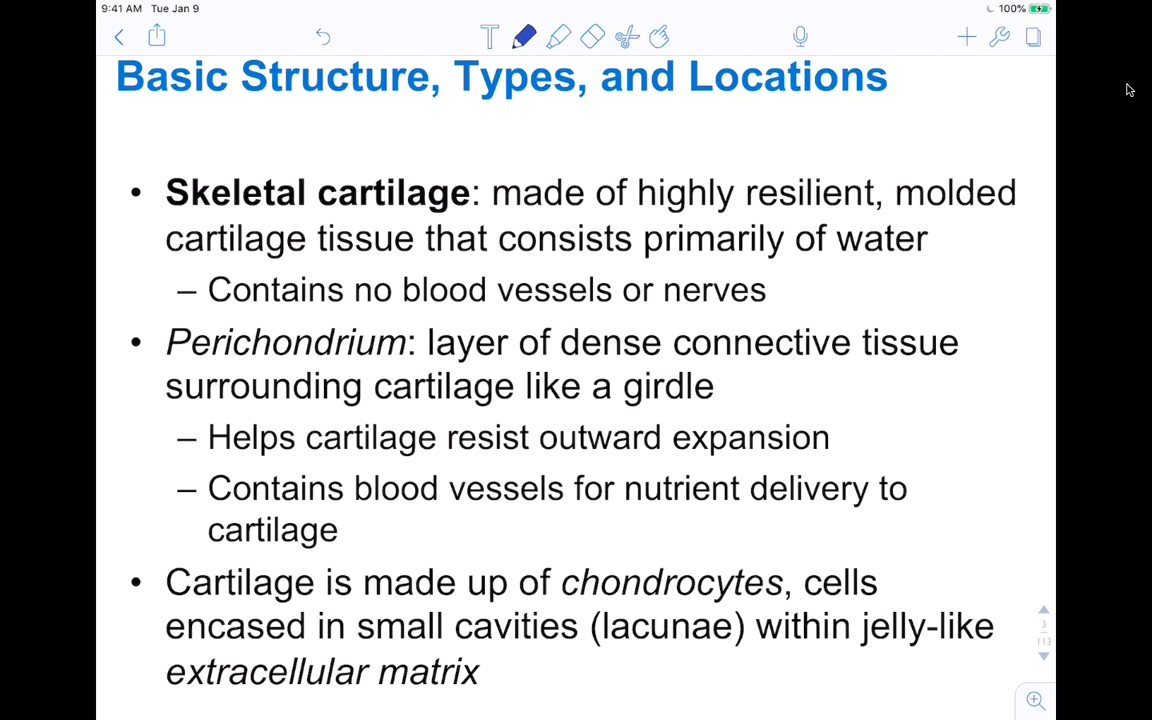 9:41 AM Tue Jan 9
100%
T
Basic Structure, Types, and Locations
• Skeletal cartilage: made of highly resilient, molded
cartilage tissue that consists primarily of water
– Contains no blood vessels or nerves
• Perichondrium: layer of dense connective tissue
surrounding cartilage like a girdle
– Helps cartilage resist outward expansion
– Contains blood vessels for nutrient delivery to
cartilage
• Cartilage is made up of chondrocytes, cells
encased in small cavities (lacunae) within jelly-like
extracellular matrix
3
113